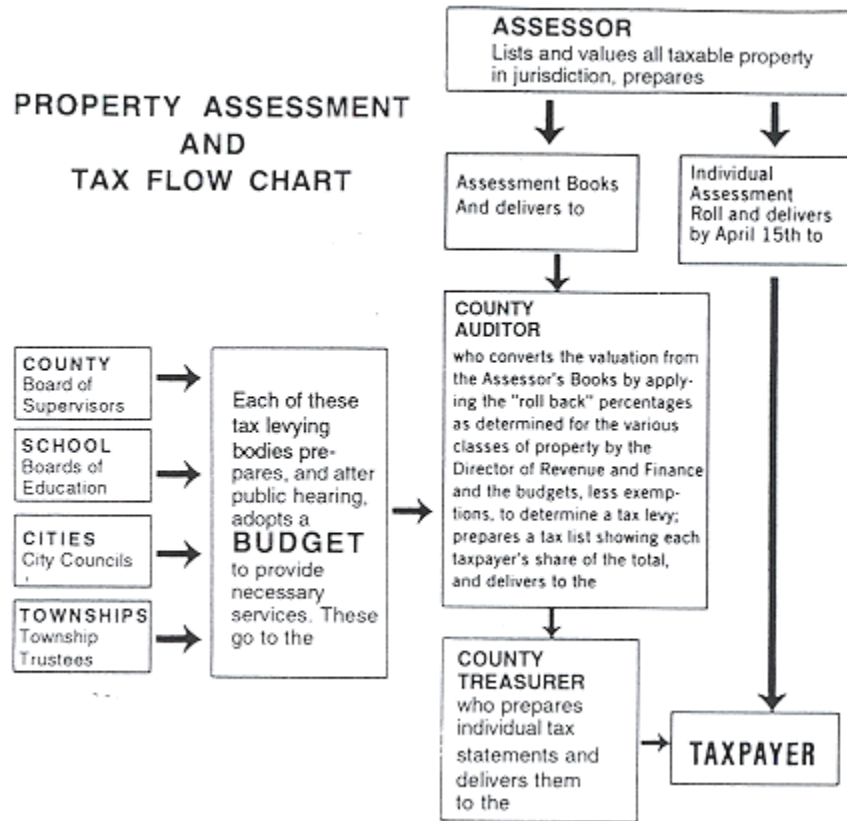 PROPERTY ASSESSMENT
AND
TAX FLOW CHART
ASSESSOR
Lists and values all taxable property
in jurisdiction, prepares
Assessment Books
And delivers to
Individual
Assessment
Roll and delivers
by April 15th to
COUNTY
AUDITOR
who converts the valuation from
the Assessor's Books by apply-
ing the "roll back" percentages
as determined for the various
classes of property by the
Director of Revenue and Finance
and the budgets, less exemp-
tions, to determine a tax levy;
prepares a tax list showing each
taxpayer's share of the total,
and delivers to the
COUNTY
Board of
Supervisors
SCHOOL
Boards of
Education
CITIES
City Councils
TOWNSHIPS
Township
Trustees
Each of these
tax levying
bodies pre-
pares, and after
public hearing,
adopts a
BUDGET
to provide
necessary
services. These
go to the
COUNTY
TREASURER
who prepares
individual tax
statements and
delivers them
to the
TAXPAYER